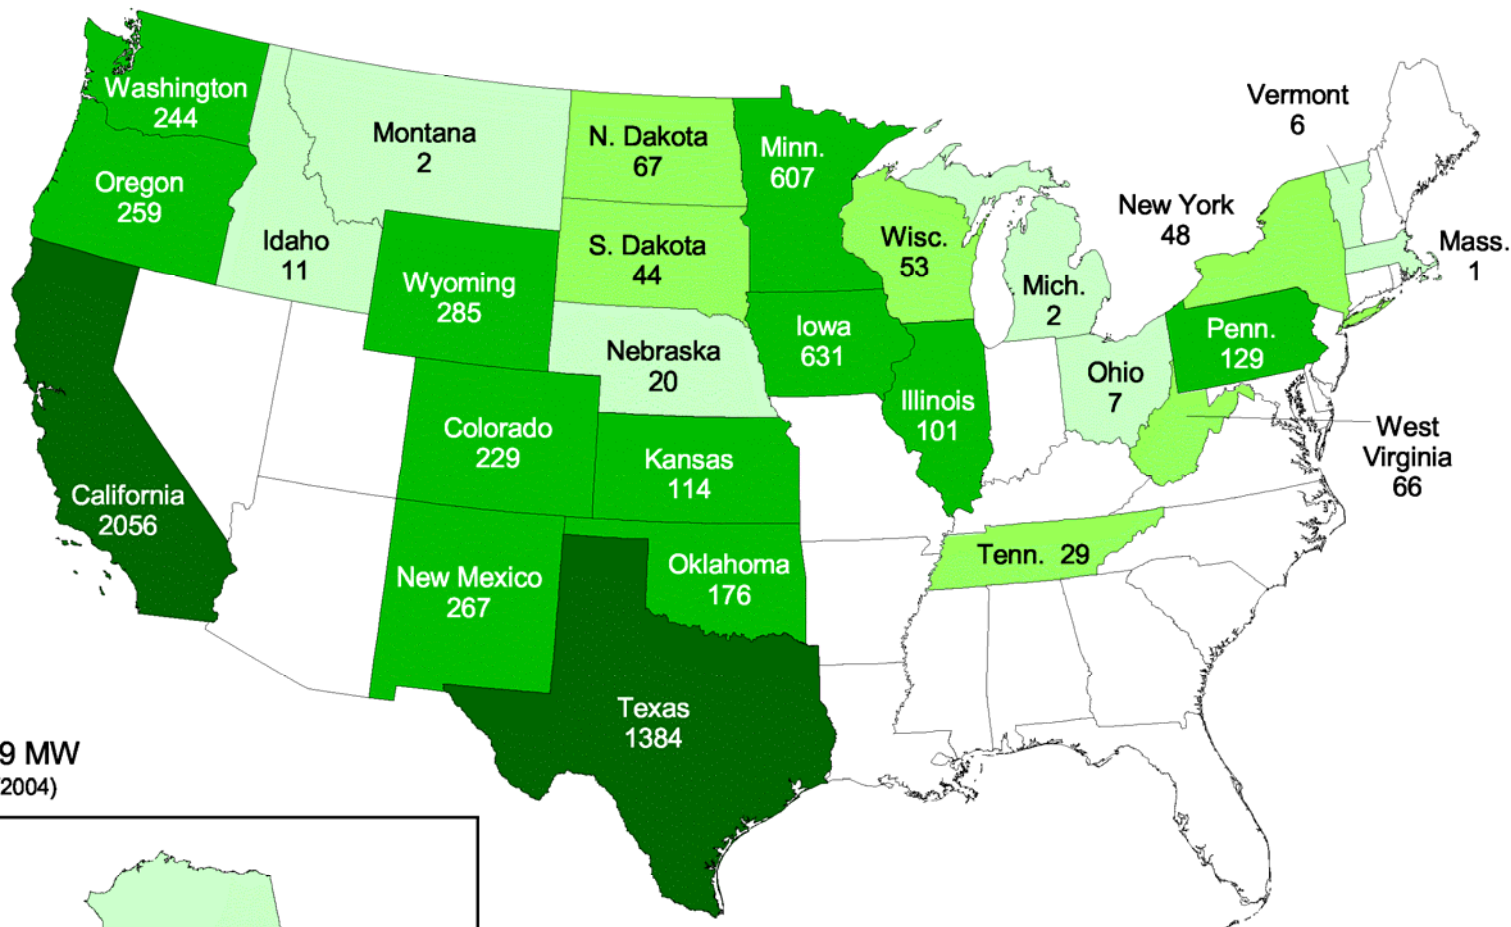 Washington
244
Oregon
259
California
2056
Idaho
11
Montana
2
Wyoming
285
Colorado
229
New Mexico
267
N. Dakota
67
S. Dakota
44
Nebraska
20
Kansas
114
Oklahoma
176
Texas
1384
Minn.
607
Iowa
631
Wisc.
53
Illinois
101
Mich.
2
Ohio
7
Tenn. 29
West
Virginia
66
Penn.
129
New York
48
Vermont
6
Mass.
1
9 MW
2004)